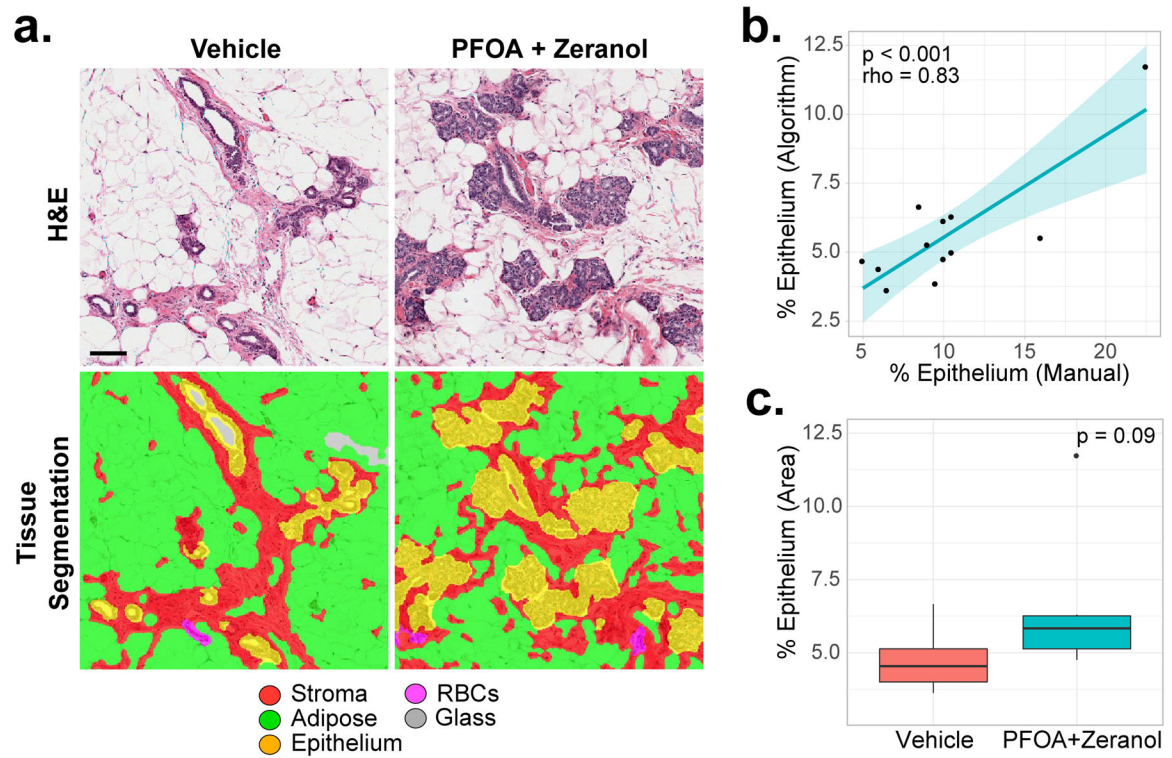 a.
Vehicle
PFOA + Zeranol
H&E
Tissue
Segmentation
Stroma
Adipose
Epithelium
RBCs
Glass
b.
p < 0.001
rho = 0.83
% Epithelium (Algorithm)
12.5
10.0
7.5
5.0
2.5
5
10
15
20
% Epithelium (Manual)
c.
p = 0.09
% Epithelium (Area)
12.5
10.0
7.5
5.0
Vehicle
PFOA+Zeranol